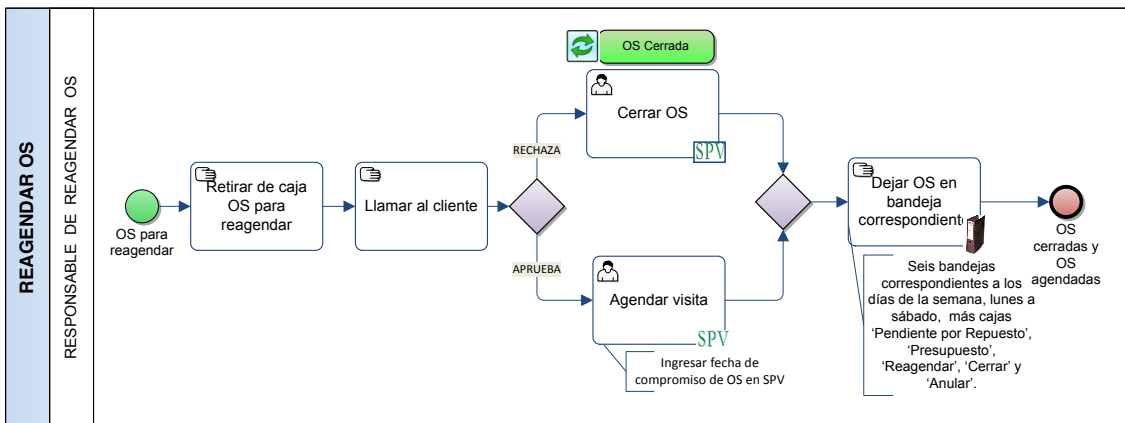 REAGENDAR OS
RESPONSABLE DE REAGENDAR OS
OS para
reagendar
Retirar de caja
OS para
reagendar
Llamar al cliente
RECHAZA
APRUEBA
OS Cerrada
Cerrar OS
SPV
Agendar visita
SPV
Ingresar fecha de
compromiso de OS en SPV
Dejar OS en
bandeja
correspondiente
Seis bandejas
correspondientes a los
días de la semana, lunes a
sábado, más cajas
‘Pendiente por Repuesto’,
‘Presupuesto’,
‘Reagendar’, ‘Cerrar’ y
‘Anular’.
OS
cerradas y
OS
agendadas